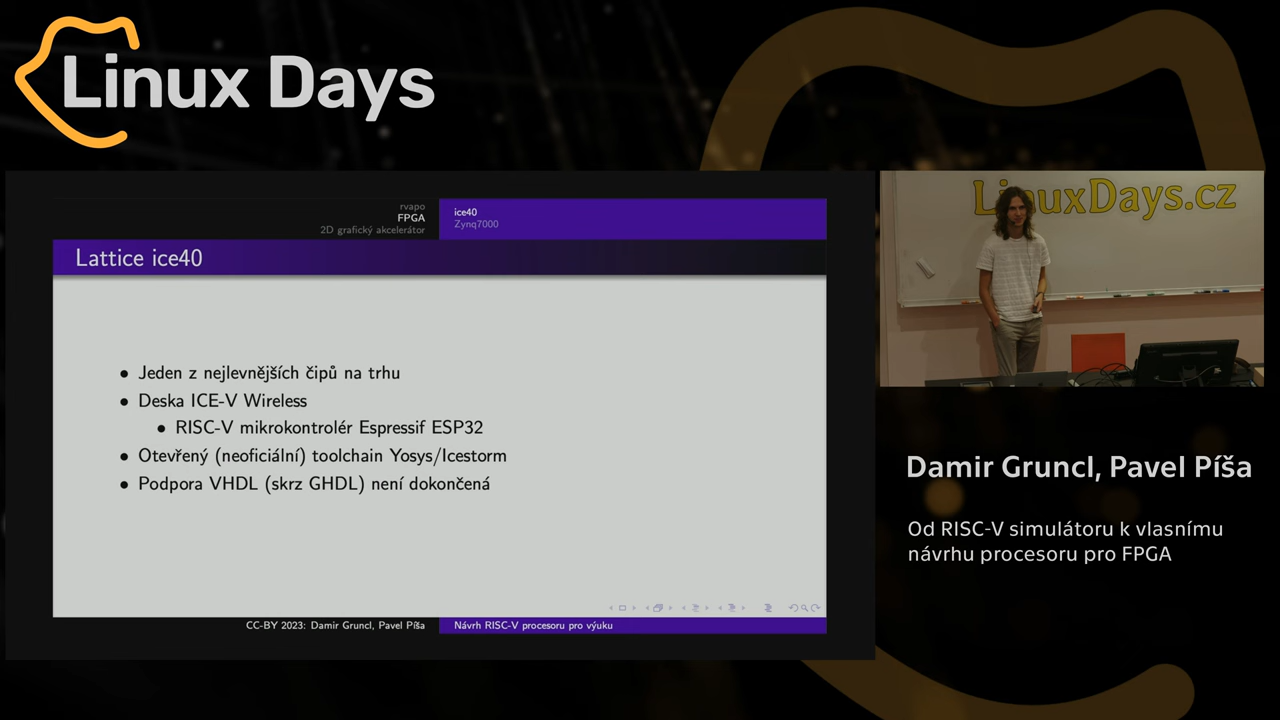 Linux Days
rvapo
FPGA
2D grafický akcelerátor
ice40
Zynq7000
Lattice ice40
Jeden z nejlevnějších čipů na trhu
Deska ICE-V Wireless
RISC-V mikrokontrolér Espressif ESP32
Otevřený (neoficiální) toolchain Yosys/Icestorm
Podpora VHDL (skrz GHDL) není dokončená
CC-BY 2023: Damir Gruncl, Pavel Píša
Návrh RISC-V procesoru pro výuku
LinuxDays.cz
Damir Gruncl, Pavel Píša
Od RISC-V simulátoru k vlasnímu
návrhu procesoru pro FPGA